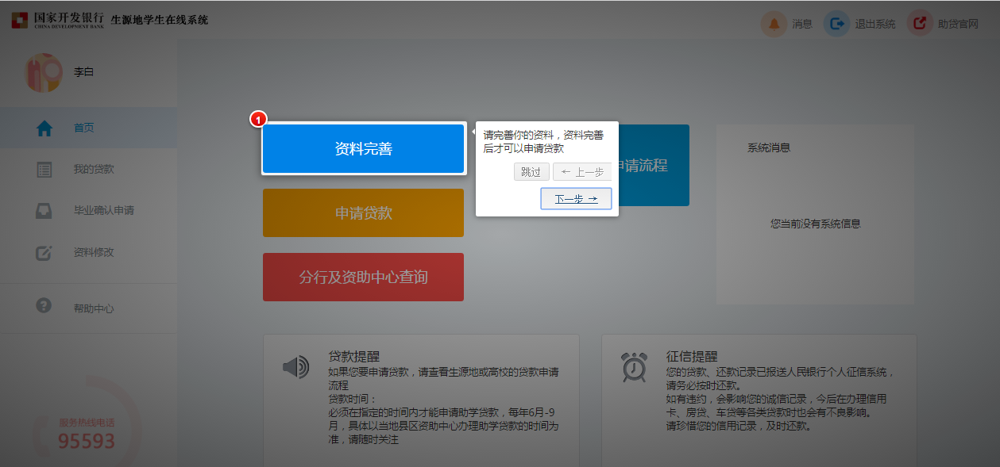 国家开发银行 生源地学生在线系统
CHINA DEVELOPMENT BANK
消息
退出系统
助贷官网
李白
首页
我的贷款
毕业确认申请
资料修改
帮助中心
服务热线电话
95593
1
资料完善
请完善你的资料，资料完善
后才可以申请贷款
跳过
← 上一步
下一步 →
申请流程
申请贷款
分行及资助中心查询
系统消息
您当前没有系统信息
贷款提醒
如果您要申请贷款，请查看生源地或高校的贷款申请
流程
贷款时间：
必须在指定的时间内才能申请助学贷款，每年6月-9
月，具体以当地县区资助中心办理助学贷款的时间为
准，请随时关注
征信提醒
您的贷款、还款记录已报送人民银行个人征信系统，
请务必按时还款。
如有违约，会影响您的诚信记录，今后在办理信用
卡、房贷、车贷等各类贷款时也会有不良影响。
请珍惜您的信用记录，及时还款。